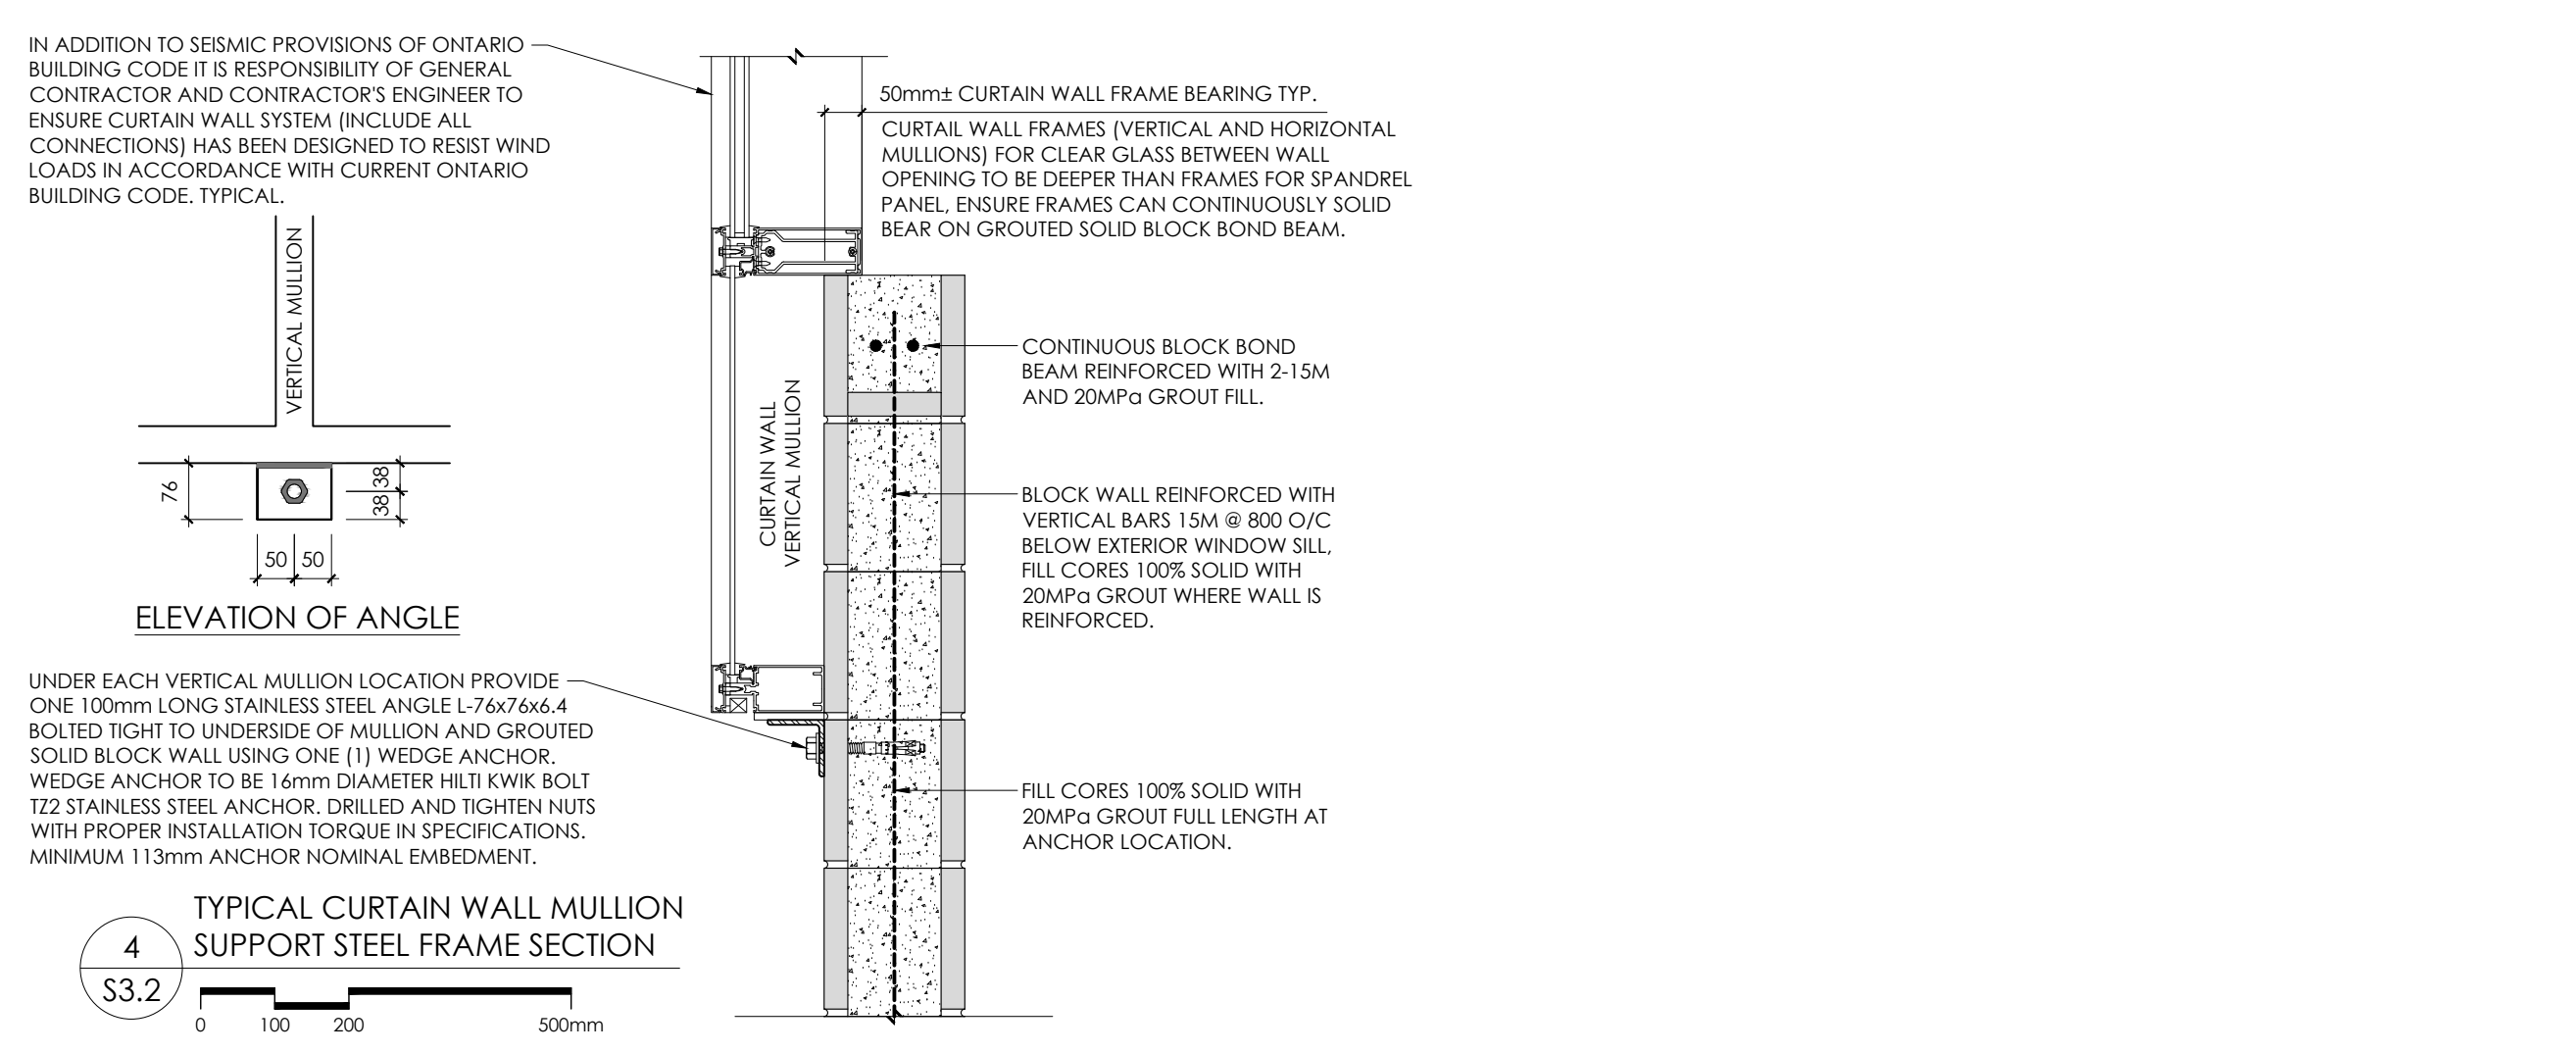 IN ADDITION TO SEISMIC PROVISIONS OF ONTARIO
BUILDING CODE IT IS RESPONSIBILITY OF GENERAL
CONTRACTOR AND CONTRACTOR'S ENGINEER TO
ENSURE CURTAIN WALL SYSTEM (INCLUDE ALL
CONNECTIONS) HAS BEEN DESIGNED TO RESIST WIND
LOADS IN ACCORDANCE WITH CURRENT ONTARIO
BUILDING CODE. TYPICAL.
50mm± CURTAIN WALL FRAME BEARING TYP.
CURTAIL WALL FRAMES (VERTICAL AND HORIZONTAL
MULLIONS) FOR CLEAR GLASS BETWEEN WALL
OPENING TO BE DEEPER THAN FRAMES FOR SPANDREL
PANEL, ENSURE FRAMES CAN CONTINUOUSLY SOLID
BEAR ON GROUTED SOLID BLOCK BOND BEAM.
VERTICAL MULLION
76
38
38
50
50
ELEVATION OF ANGLE
CURTAIN WALL
VERTICAL MULLION
CONTINUOUS BLOCK BOND
BEAM REINFORCED WITH 2-15M
AND 20MPa GROUT FILL.
BLOCK WALL REINFORCED WITH
VERTICAL BARS 15M @ 800 O/C
BELOW EXTERIOR WINDOW SILL,
FILL CORES 100% SOLID WITH
20MPa GROUT WHERE WALL IS
REINFORCED.
UNDER EACH VERTICAL MULLION LOCATION PROVIDE
ONE 100mm LONG STAINLESS STEEL ANGLE L-76x76x6.4
BOLTED TIGHT TO UNDERSIDE OF MULLION AND GROUTED
SOLID BLOCK WALL USING ONE (1) WEDGE ANCHOR.
WEDGE ANCHOR TO BE 16mm DIAMETER HILTI KWIK BOLT
TZ2 STAINLESS STEEL ANCHOR. DRILLED AND TIGHTEN NUTS
WITH PROPER INSTALLATION TORQUE IN SPECIFICATIONS.
MINIMUM 113mm ANCHOR NOMINAL EMBEDMENT.
FILL CORES 100% SOLID WITH
20MPa GROUT FULL LENGTH AT
ANCHOR LOCATION.
4
S3.2
TYPICAL CURTAIN WALL MULLION
SUPPORT STEEL FRAME SECTION
0 100 200 500mm